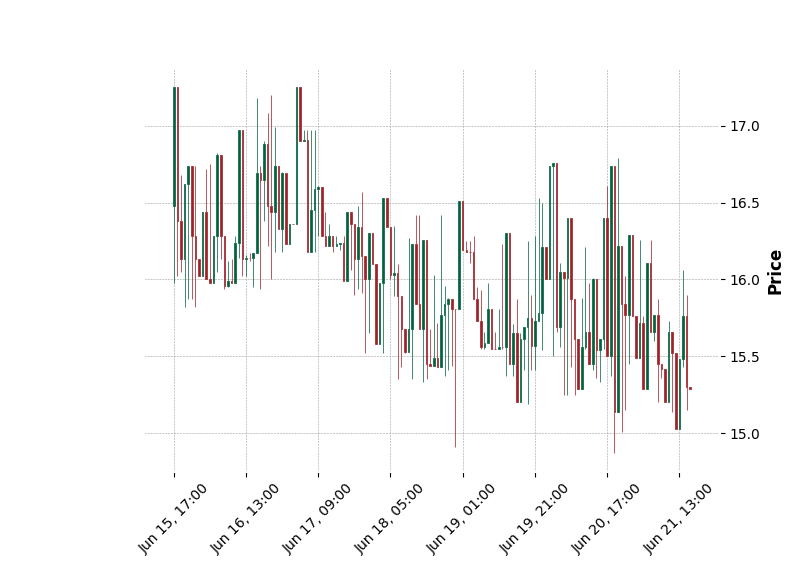 17.0
16.5
16.0
15.5
15.0
Price
Jun 15, 17:00
Jun 16, 13:00
Jun 17, 09:00
Jun 18, 05:00
Jun 19, 01:00
Jun 19, 21:00
Jun 20, 17:00
Jun 21, 13:00